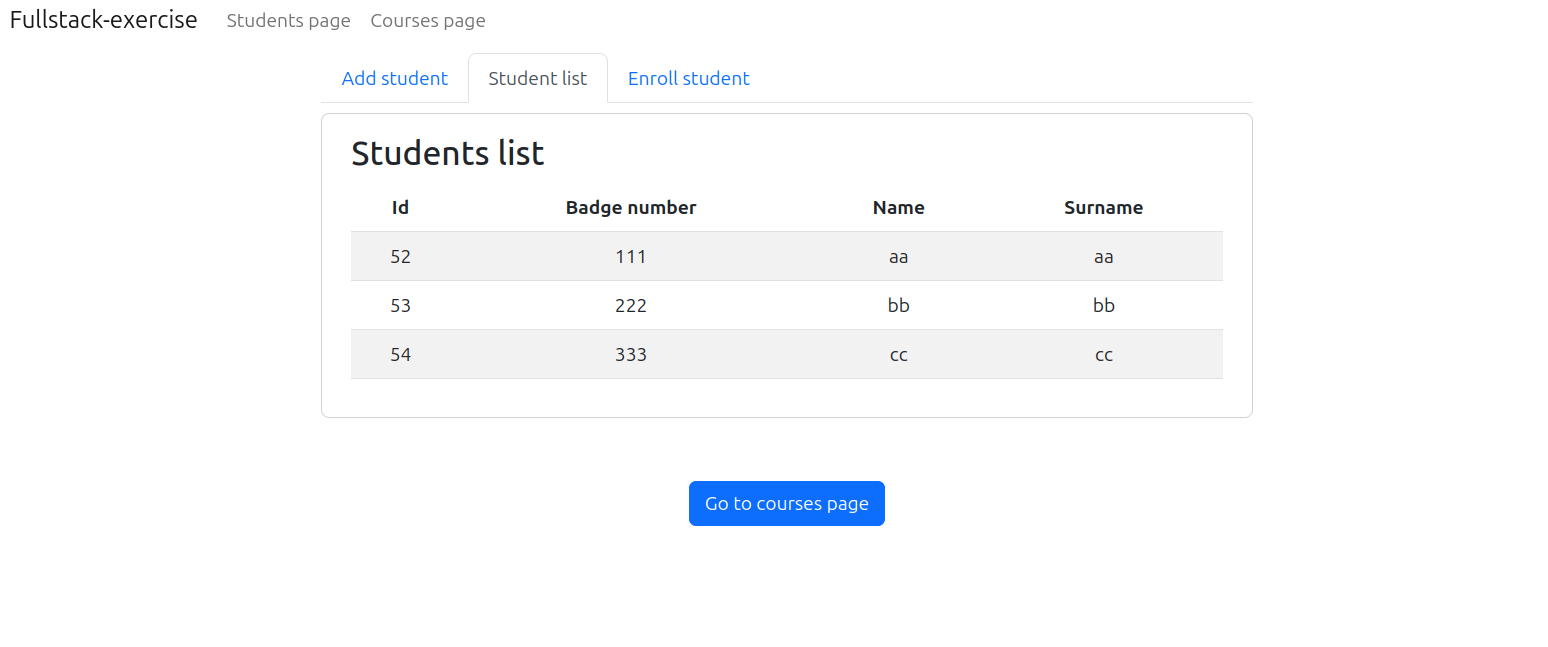 Fullstack-exercise Students page Courses page
Add student Student list Enroll student
Students list
Id Badge number Name Surname
52 111 aa aa
53 222 bb bb
54 333 cc cc
Go to courses page